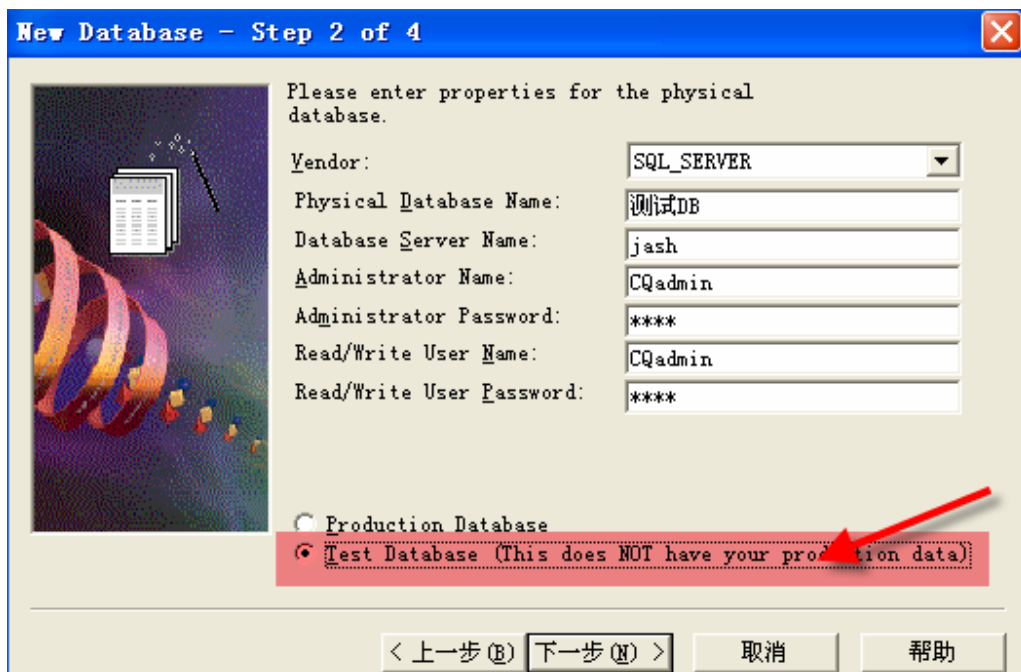 New Database - Step 2 of 4
Please enter properties for the physical
database.
Vendor: SQL_SERVER
Physical Database Name: 测试DB
Database Server Name: jash
Administrator Name: CQadmin
Administrator Password: ****
Read/Write User Name: CQadmin
Read/Write User Password: ****
Production Database
Test Database (This does NOT have your production data)
< 上一步(B) 下一步(N) > 取消 帮助